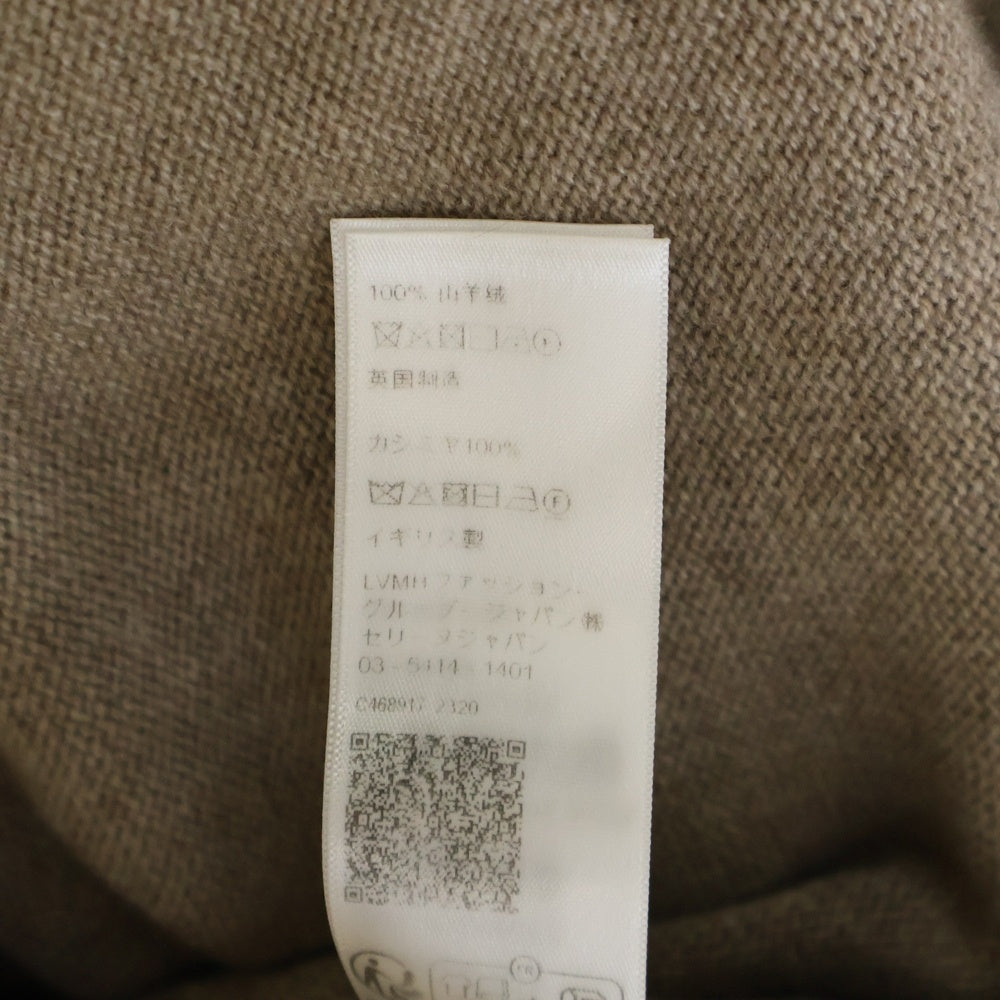 100% 山羊绒
英国制造
カシミヤ100%
イギリス製
LVMH ファッション・
グループ・ジャパン㈱
セリーヌジャパン
03-5414-1401
C468917 2320
FR